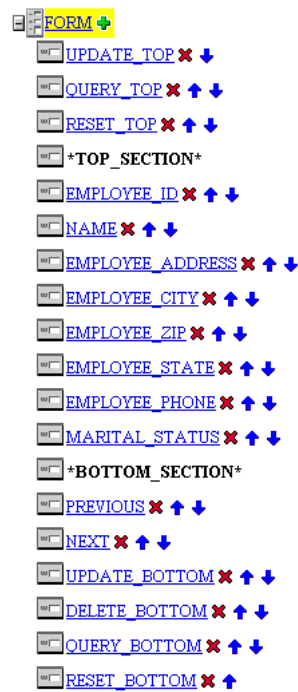 FORM
UPDATE_TOP
QUERY_TOP
RESET_TOP
*TOP_SECTION*
EMPLOYEE_ID
NAME
EMPLOYEE_ADDRESS
EMPLOYEE_CITY
EMPLOYEE_ZIP
EMPLOYEE_STATE
EMPLOYEE_PHONE
MARITAL_STATUS
*BOTTOM_SECTION*
PREVIOUS
NEXT
UPDATE_BOTTOM
DELETE_BOTTOM
QUERY_BOTTOM
RESET_BOTTOM